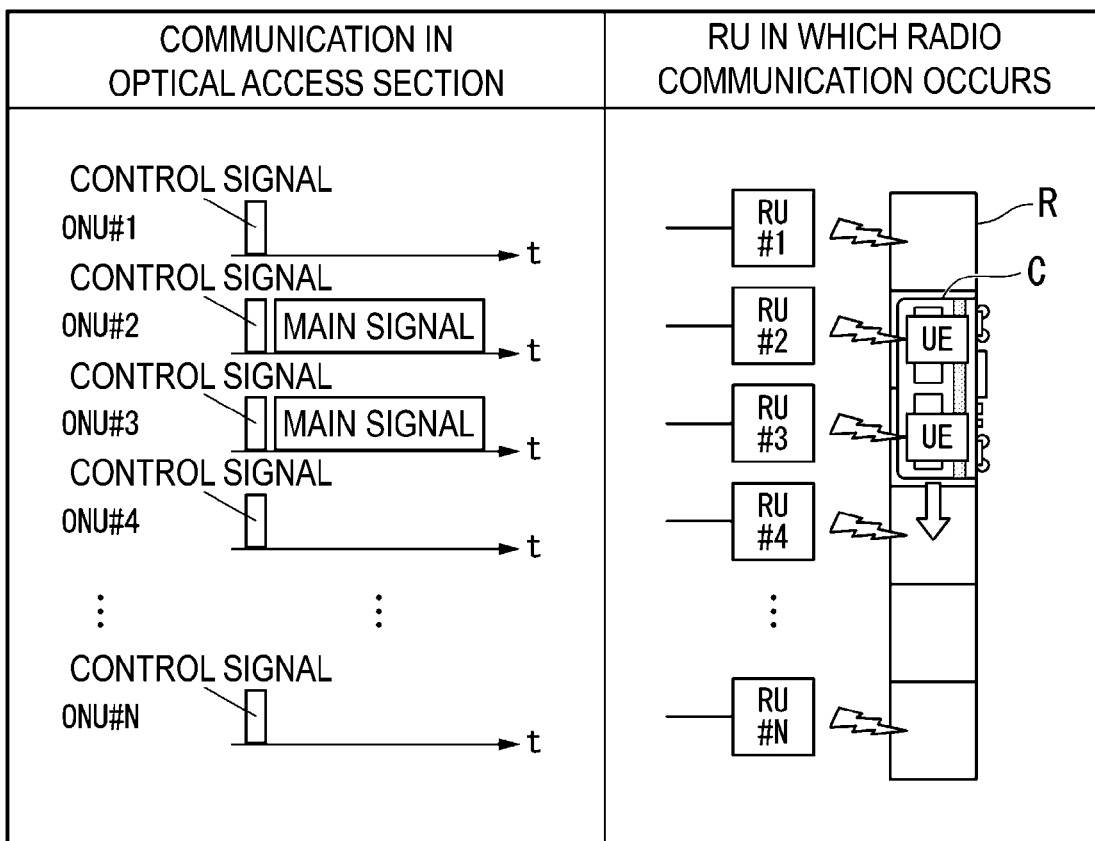 COMMUNICATION IN
OPTICAL ACCESS SECTION
RU IN WHICH RADIO
COMMUNICATION OCCURS
CONTROL SIGNAL
ONU#1
t
CONTROL SIGNAL
ONU#2
MAIN SIGNAL
t
CONTROL SIGNAL
ONU#3
MAIN SIGNAL
t
CONTROL SIGNAL
ONU#4
t
CONTROL SIGNAL
ONU#N
t
RU
#1
R
C
RU
#2
UE
RU
#3
UE
RU
#4
RU
#N